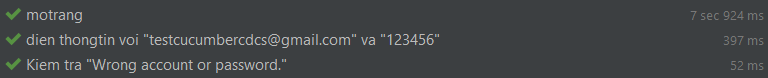 motrang 7 sec 924 ms
dien thongtin voi "testcucumbercdcs@gmail.com" va "123456" 397 ms
Kiem tra "Wrong account or password." 52 ms